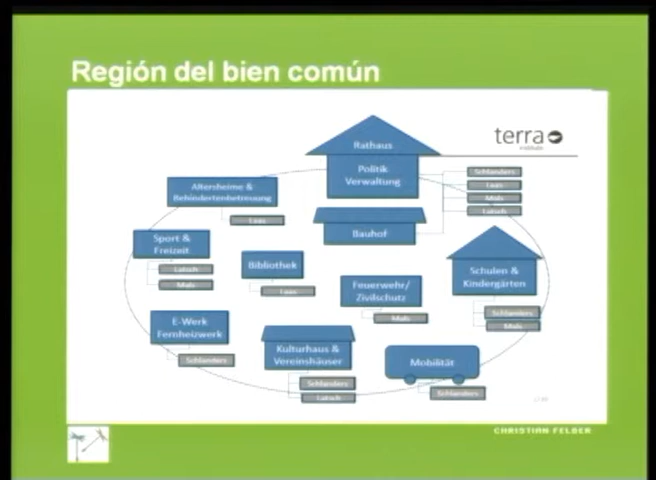 Región del bien común
terra
institute
Rathaus
Politik
Verwaltung
Schlanders
Laas
Mals
Latsch
Altersheime &
Behindertenbetreuung
Laas
Bauhof
Sport &
Freizeit
Latsch
Mals
Bibliothek
Laas
Feuerwehr/
Zivilschutz
Mals
Schulen &
Kindergärten
Schlanders
Mals
E-Werk
Fernheizwerk
Schlanders
Kulturhaus &
Vereinshäuser
Schlanders
Latsch
Mobilität
Schlanders
CHRISTIAN FELBER